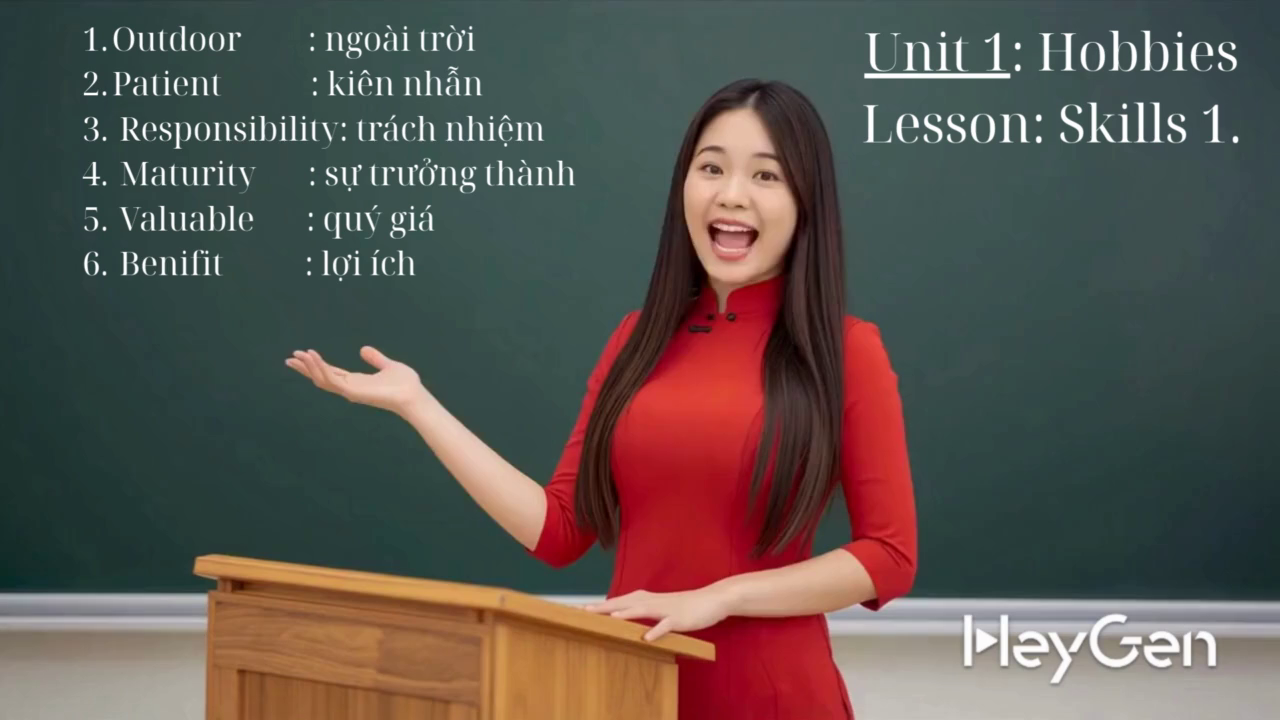 1. Outdoor : ngoài trời
2. Patient : kiên nhẫn
3. Responsibility: trách nhiệm
4. Maturity : sự trưởng thành
5. Valuable : quý giá
6. Benifit : lợi ích
Unit 1: Hobbies
Lesson: Skills 1.
HeyGen